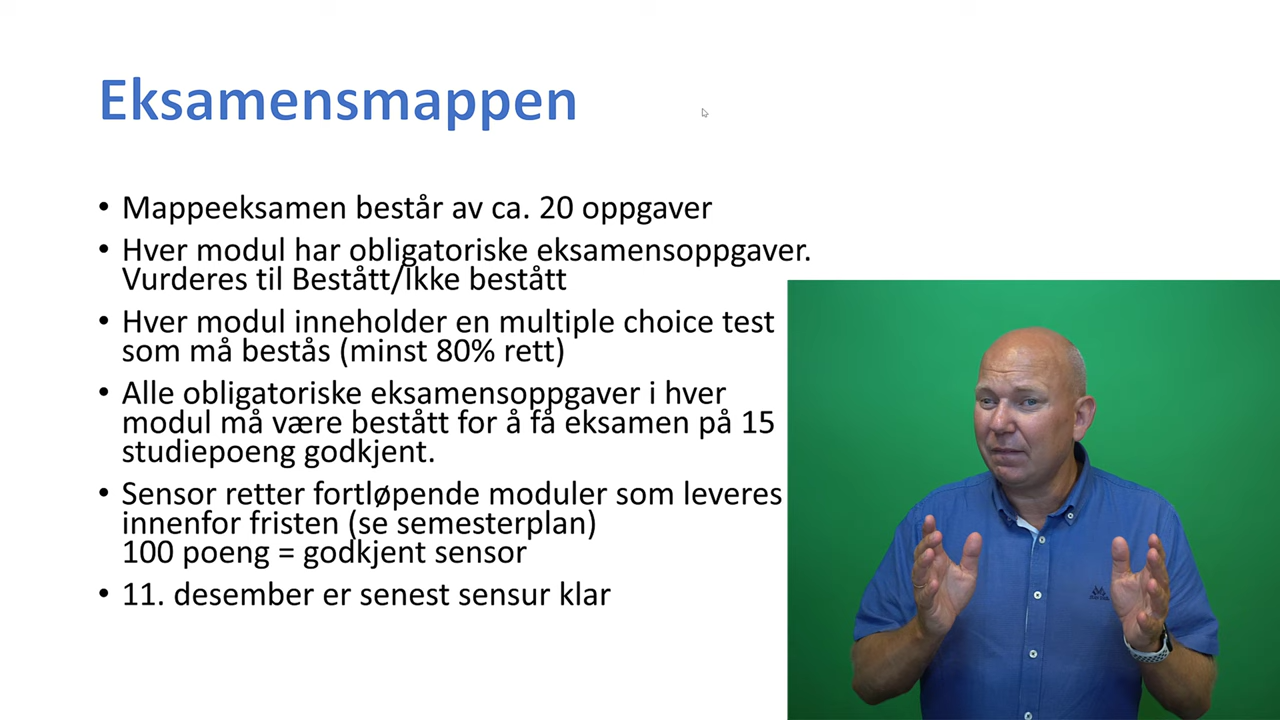 Eksamensmappen
• Mappeeksamen består av ca. 20 oppgaver
• Hver modul har obligatoriske eksamensoppgaver.
Vurderes til Bestått/Ikke bestått
• Hver modul inneholder en multiple choice test
som må bestås (minst 80% rett)
• Alle obligatoriske eksamensoppgaver i hver
modul må være bestått for å få eksamen på 15
studiepoeng godkjent.
• Sensor retter fortløpende moduler som leveres
innenfor fristen (se semesterplan)
100 poeng = godkjent sensor
• 11. desember er senest sensur klar